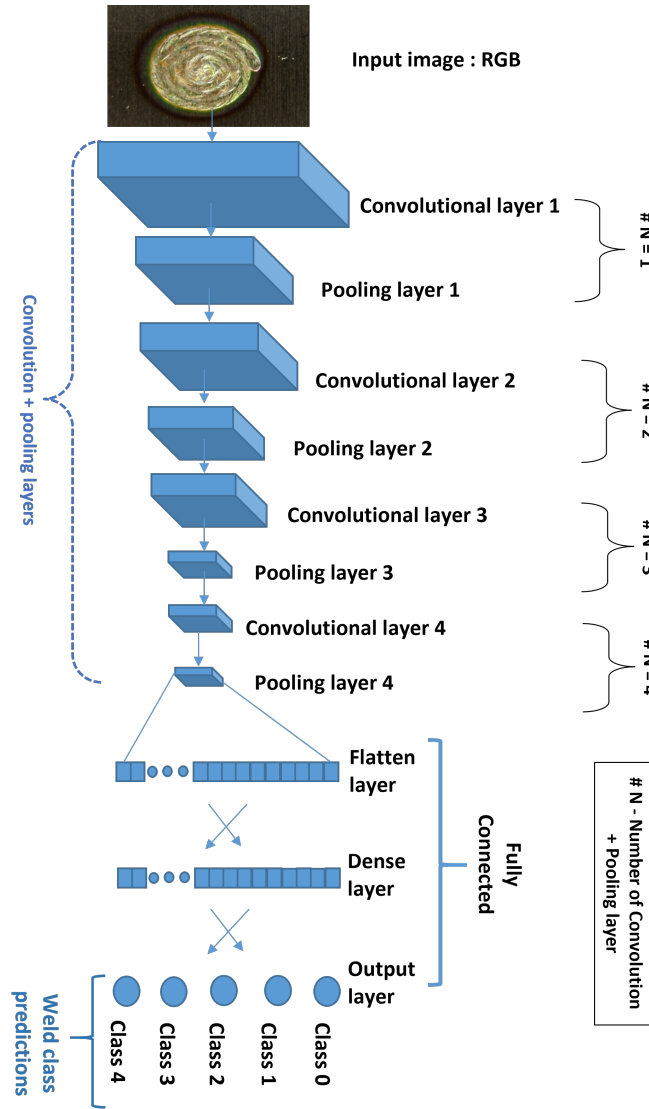 Input image : RGB
Convolutional layer 1
# N = 1
Pooling layer 1
Convolutional layer 2
Pooling layer 2
Convolutional layer 3
Pooling layer 3
Convolutional layer 4
Pooling layer 4
Convolution + pooling layers
Flatten
layer
Dense
layer
Output
layer
Fully
Connected
# N - Number of Convolution
+ Pooling layer
Class 4
Class 3
Class 2
Class 1
Class 0
Weld class
predictions